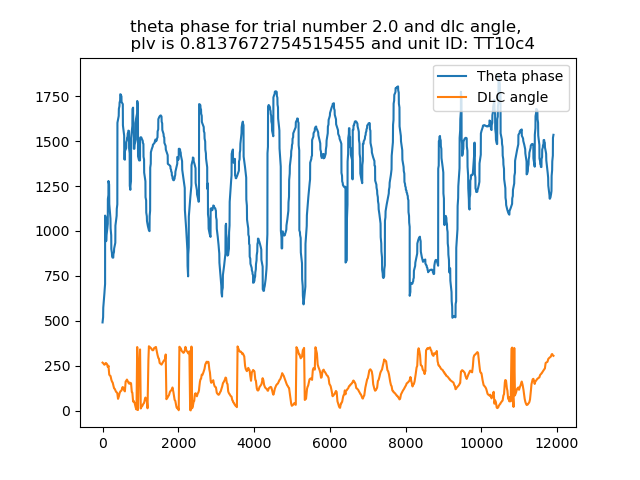 theta phase for trial number 2.0 and dlc angle,
plv is 0.8137672754515455 and unit ID: TT10c4
Theta phase
DLC angle
1750
1500
1250
1000
750
500
250
0
0 2000 4000 6000 8000 10000 12000